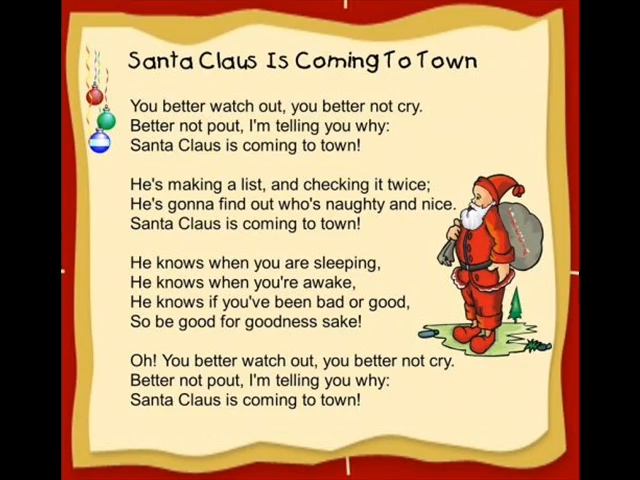 Santa Claus Is Coming To Town
You better watch out, you better not cry.
Better not pout, I'm telling you why:
Santa Claus is coming to town!
He's making a list, and checking it twice;
He's gonna find out who's naughty and nice.
Santa Claus is coming to town!
He knows when you are sleeping,
He knows when you're awake,
He knows if you've been bad or good,
So be good for goodness sake!
Oh! You better watch out, you better not cry.
Better not pout, I'm telling you why:
Santa Claus is coming to town!